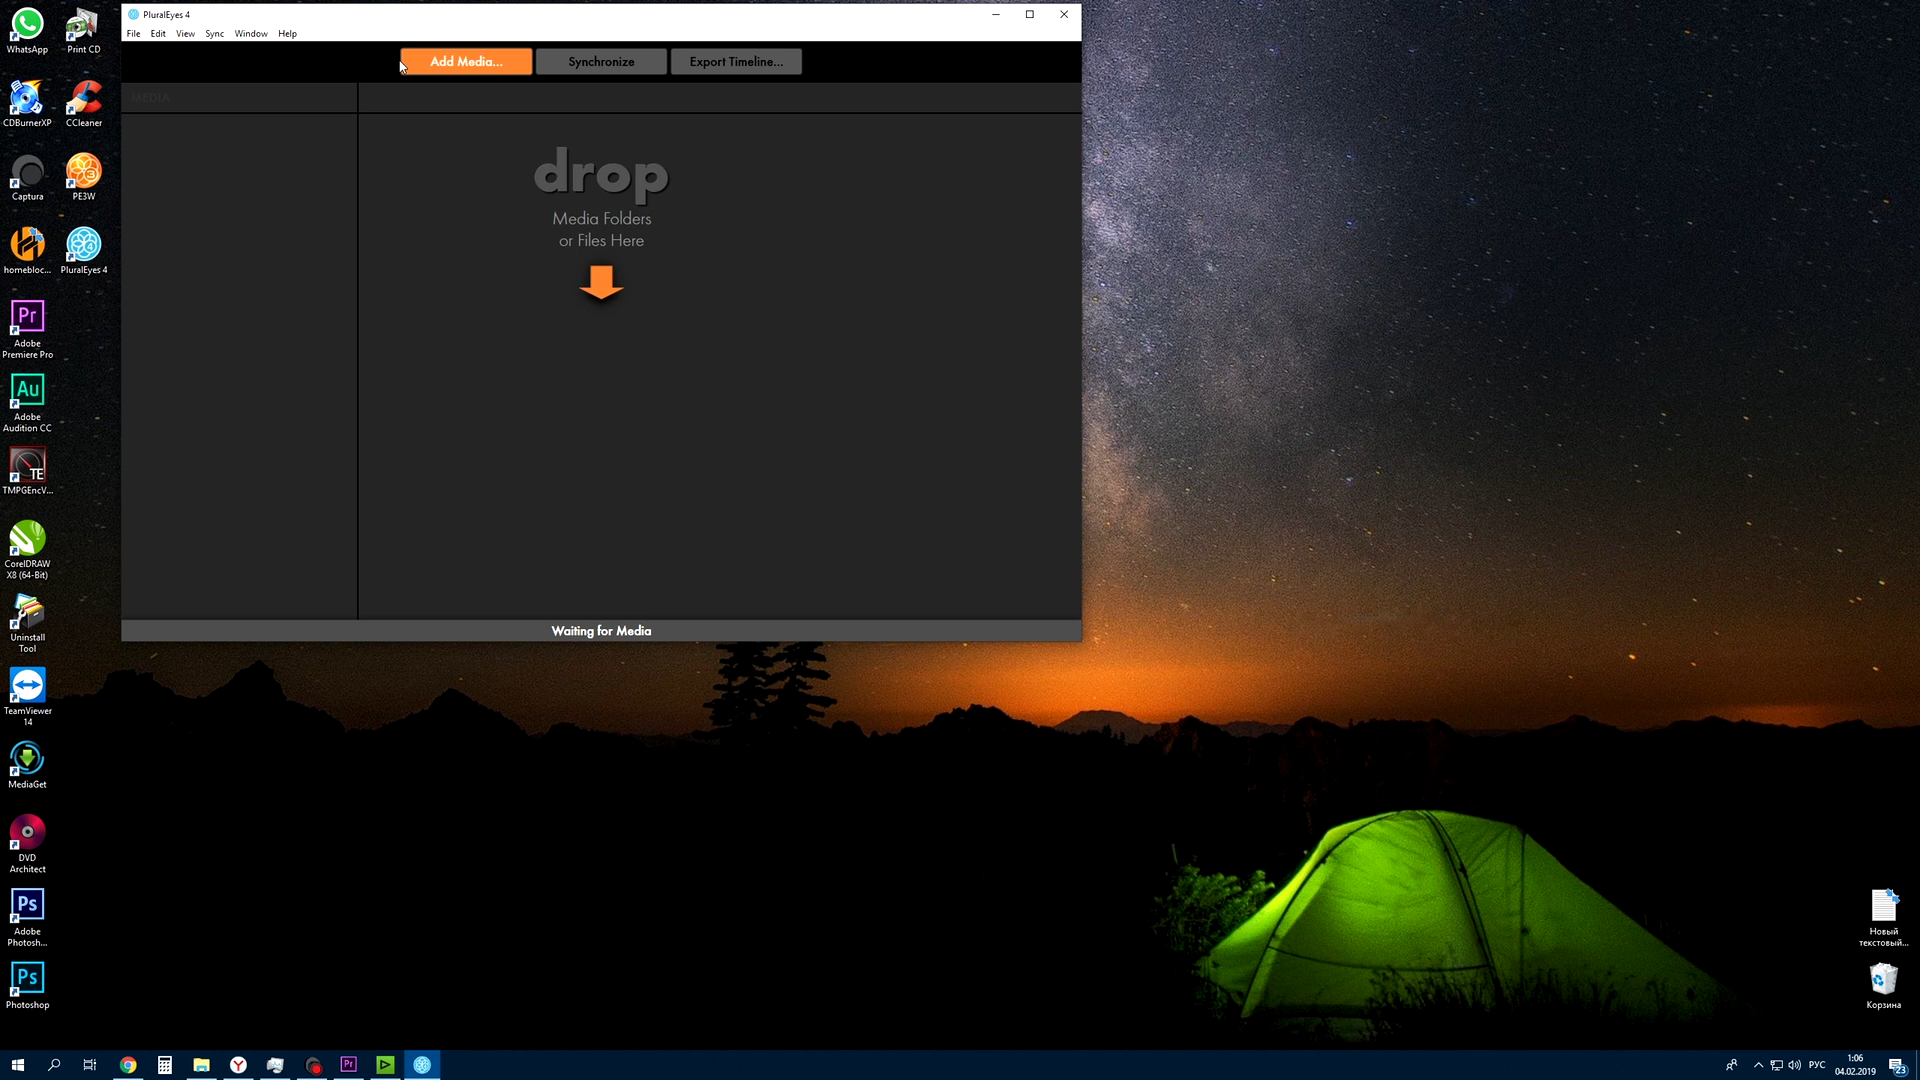 PluralEyes 4
File Edit View Sync Window Help
Add Media... Synchronize Export Timeline...
MEDIA
drop
Media Folders
or Files Here
Waiting for Media
WhatsApp
Print CD
CDBurnerXP
CCleaner
Captura
PE3W
homebloc...
PluralEyes 4
Pr
Adobe
Premiere Pro
Au
Adobe
Audition CC
TE
TMPGEncV...
CorelDRAW
X8 (64-Bit)
Uninstall
Tool
TeamViewer
14
MediaGet
DVD
Architect
Ps
Adobe
Photosh...
Ps
Photoshop
Новый
текстовый...
Корзина
Pr
РУС
1:06
04.02.2019
23